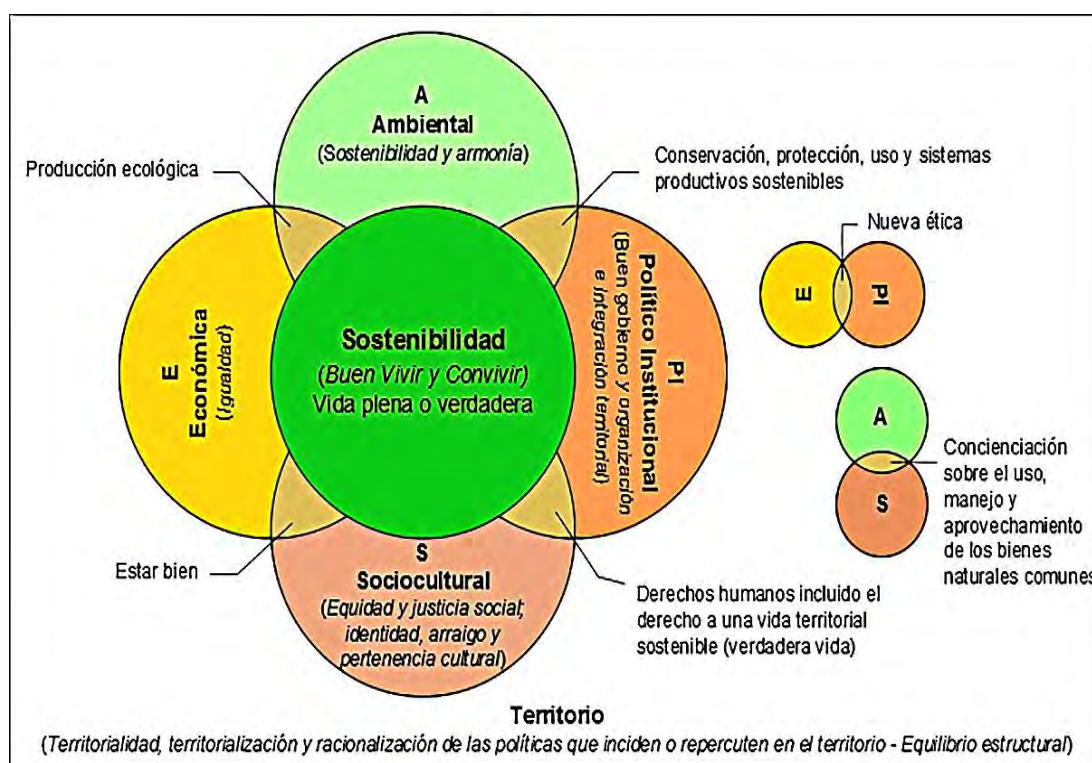 A
Ambiental
(Sostenibilidad y armonía)
Producción ecológica
Conservación, protección, uso y sistemas
productivos sostenibles
Nueva ética
E
Económica
(Igualdad)
Sostenibilidad
(Buen Vivir y Convivir)
Vida plena o verdadera
PI
Político Institucional
(Buen gobierno y organización
e integración territorial)
E
PI
A
S
Concienciación
sobre el uso,
manejo y
aprovechamiento
de los bienes
naturales comunes
Estar bien
S
Sociocultural
(Equidad y justicia social;
identidad, arraigo y
pertenencia cultural)
Derechos humanos incluido el
derecho a una vida territorial
sostenible (verdadera vida)
Territorio
(Territorialidad, territorialización y racionalización de las políticas que inciden o repercuten en el territorio - Equilibrio estructural)